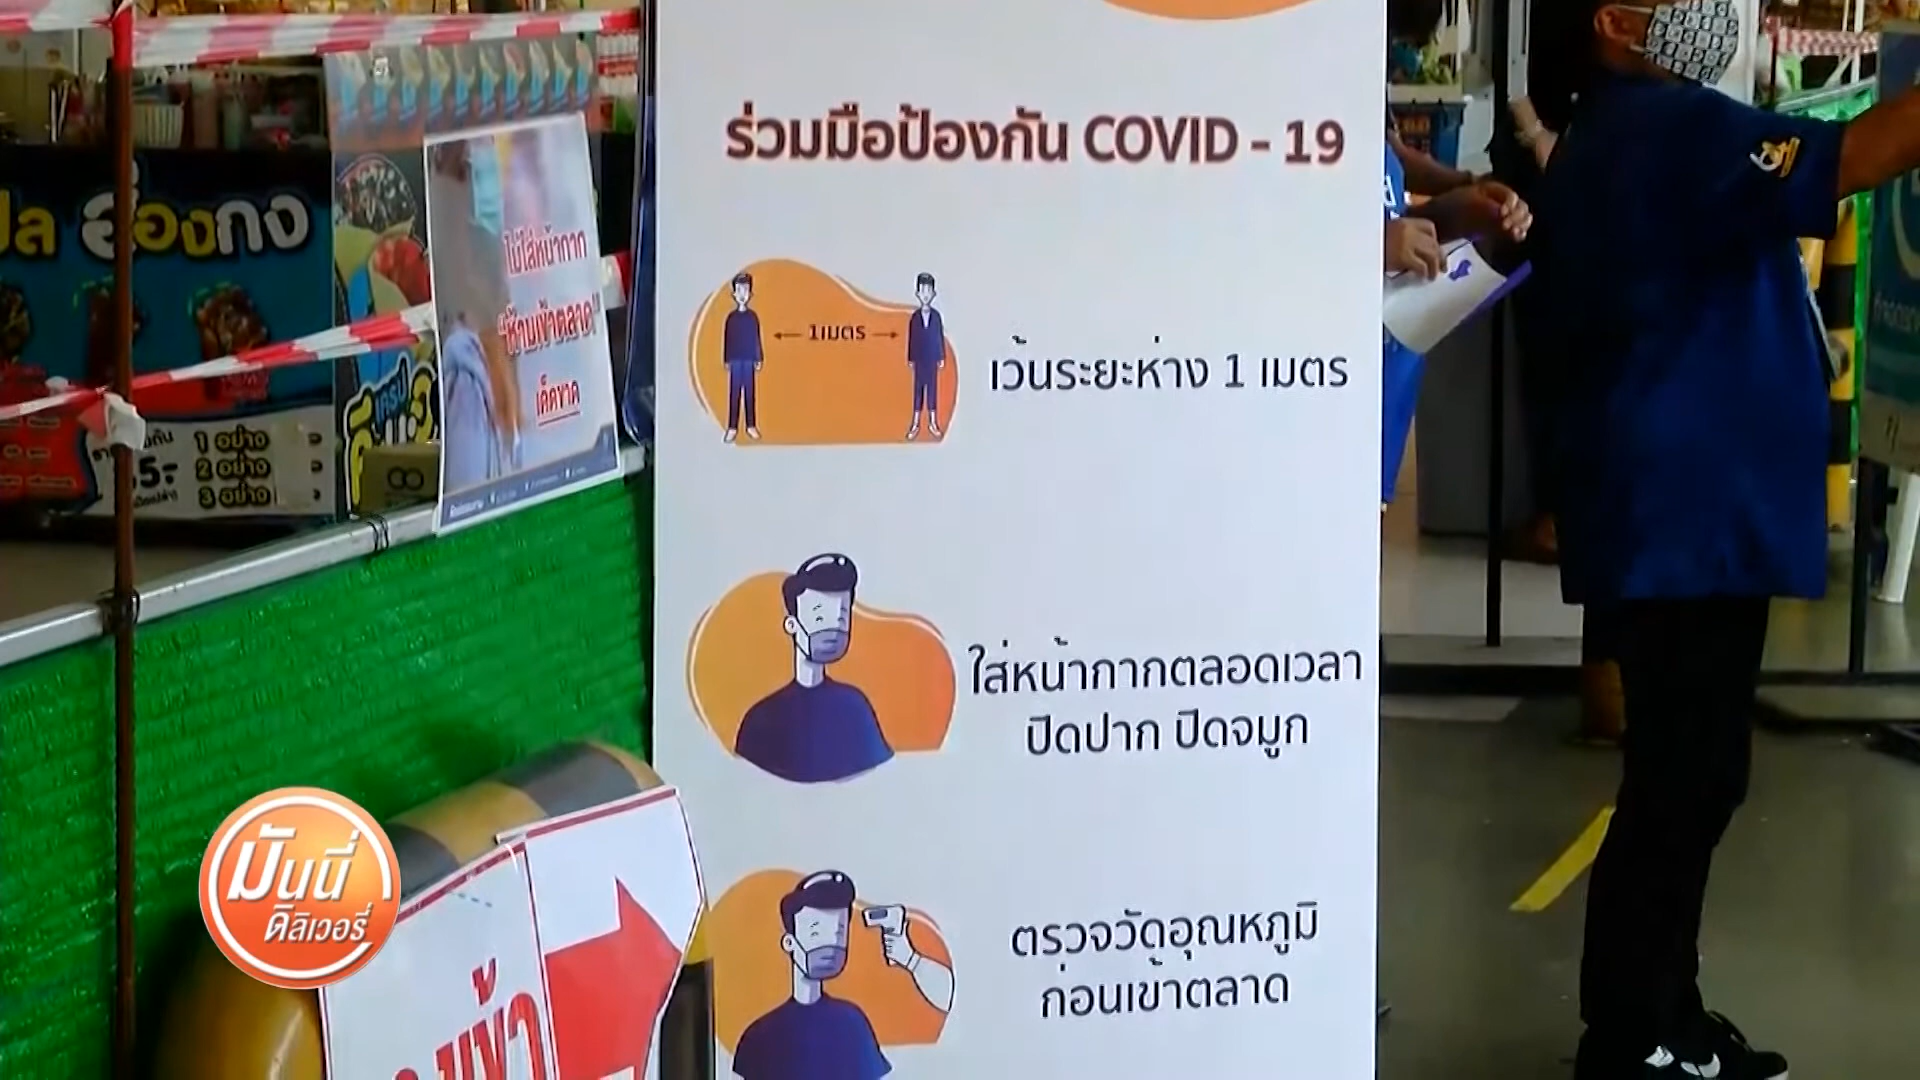 ร่วมมือป้องกัน COVID - 19
1เมตร
เว้นระยะห่าง 1 เมตร
ใส่หน้ากากตลอดเวลา
ปิดปาก ปิดจมูก
ตรวจวัดอุณหภูมิ
ก่อนเข้าตลาด
ไม่ใส่หน้ากาก
"ห้ามเข้าตลาด"
เด็ดขาด
ฮ่องกง
1 อย่าง
2 อย่าง
3 อย่าง
มันนี่
ดิลิเวอรี่